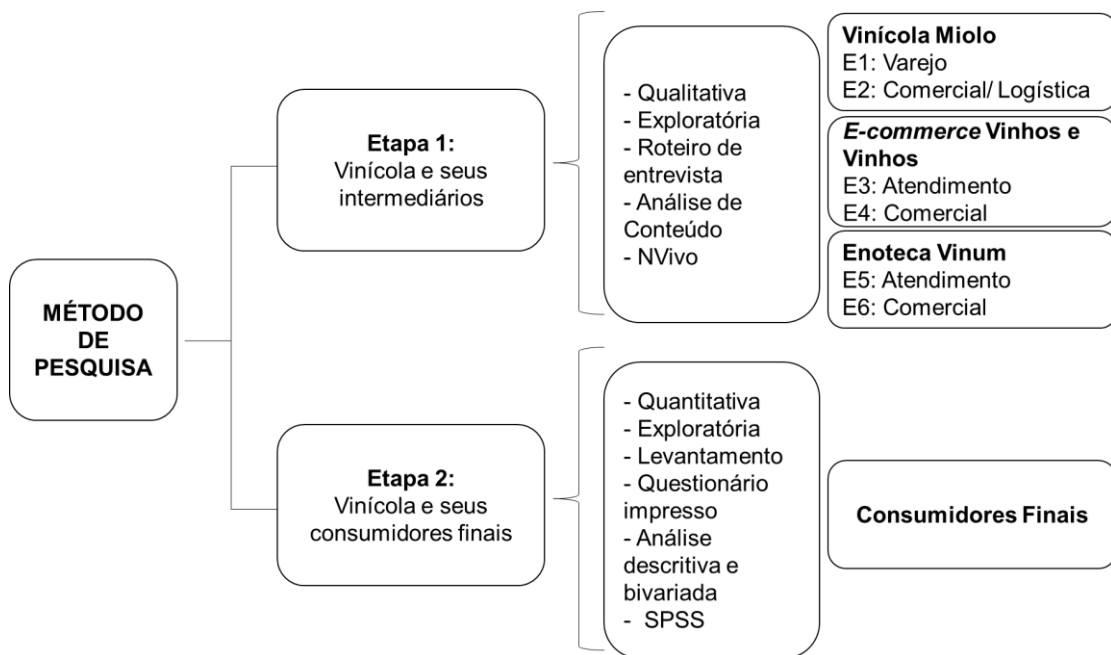 MÉTODO
DE
PESQUISA
Etapa 1:
Vinícola e seus
intermediários
- Qualitativa
- Exploratória
- Roteiro de
entrevista
- Análise de
Conteúdo
- NVivo
Vinícola Miolo
E1: Varejo
E2: Comercial/ Logística
E-commerce Vinhos e
Vinhos
E3: Atendimento
E4: Comercial
Enoteca Vinum
E5: Atendimento
E6: Comercial
Etapa 2:
Vinícola e seus
consumidores finais
- Quantitativa
- Exploratória
- Levantamento
- Questionário
impresso
- Análise
descritiva e
bivariada
- SPSS
Consumidores Finais